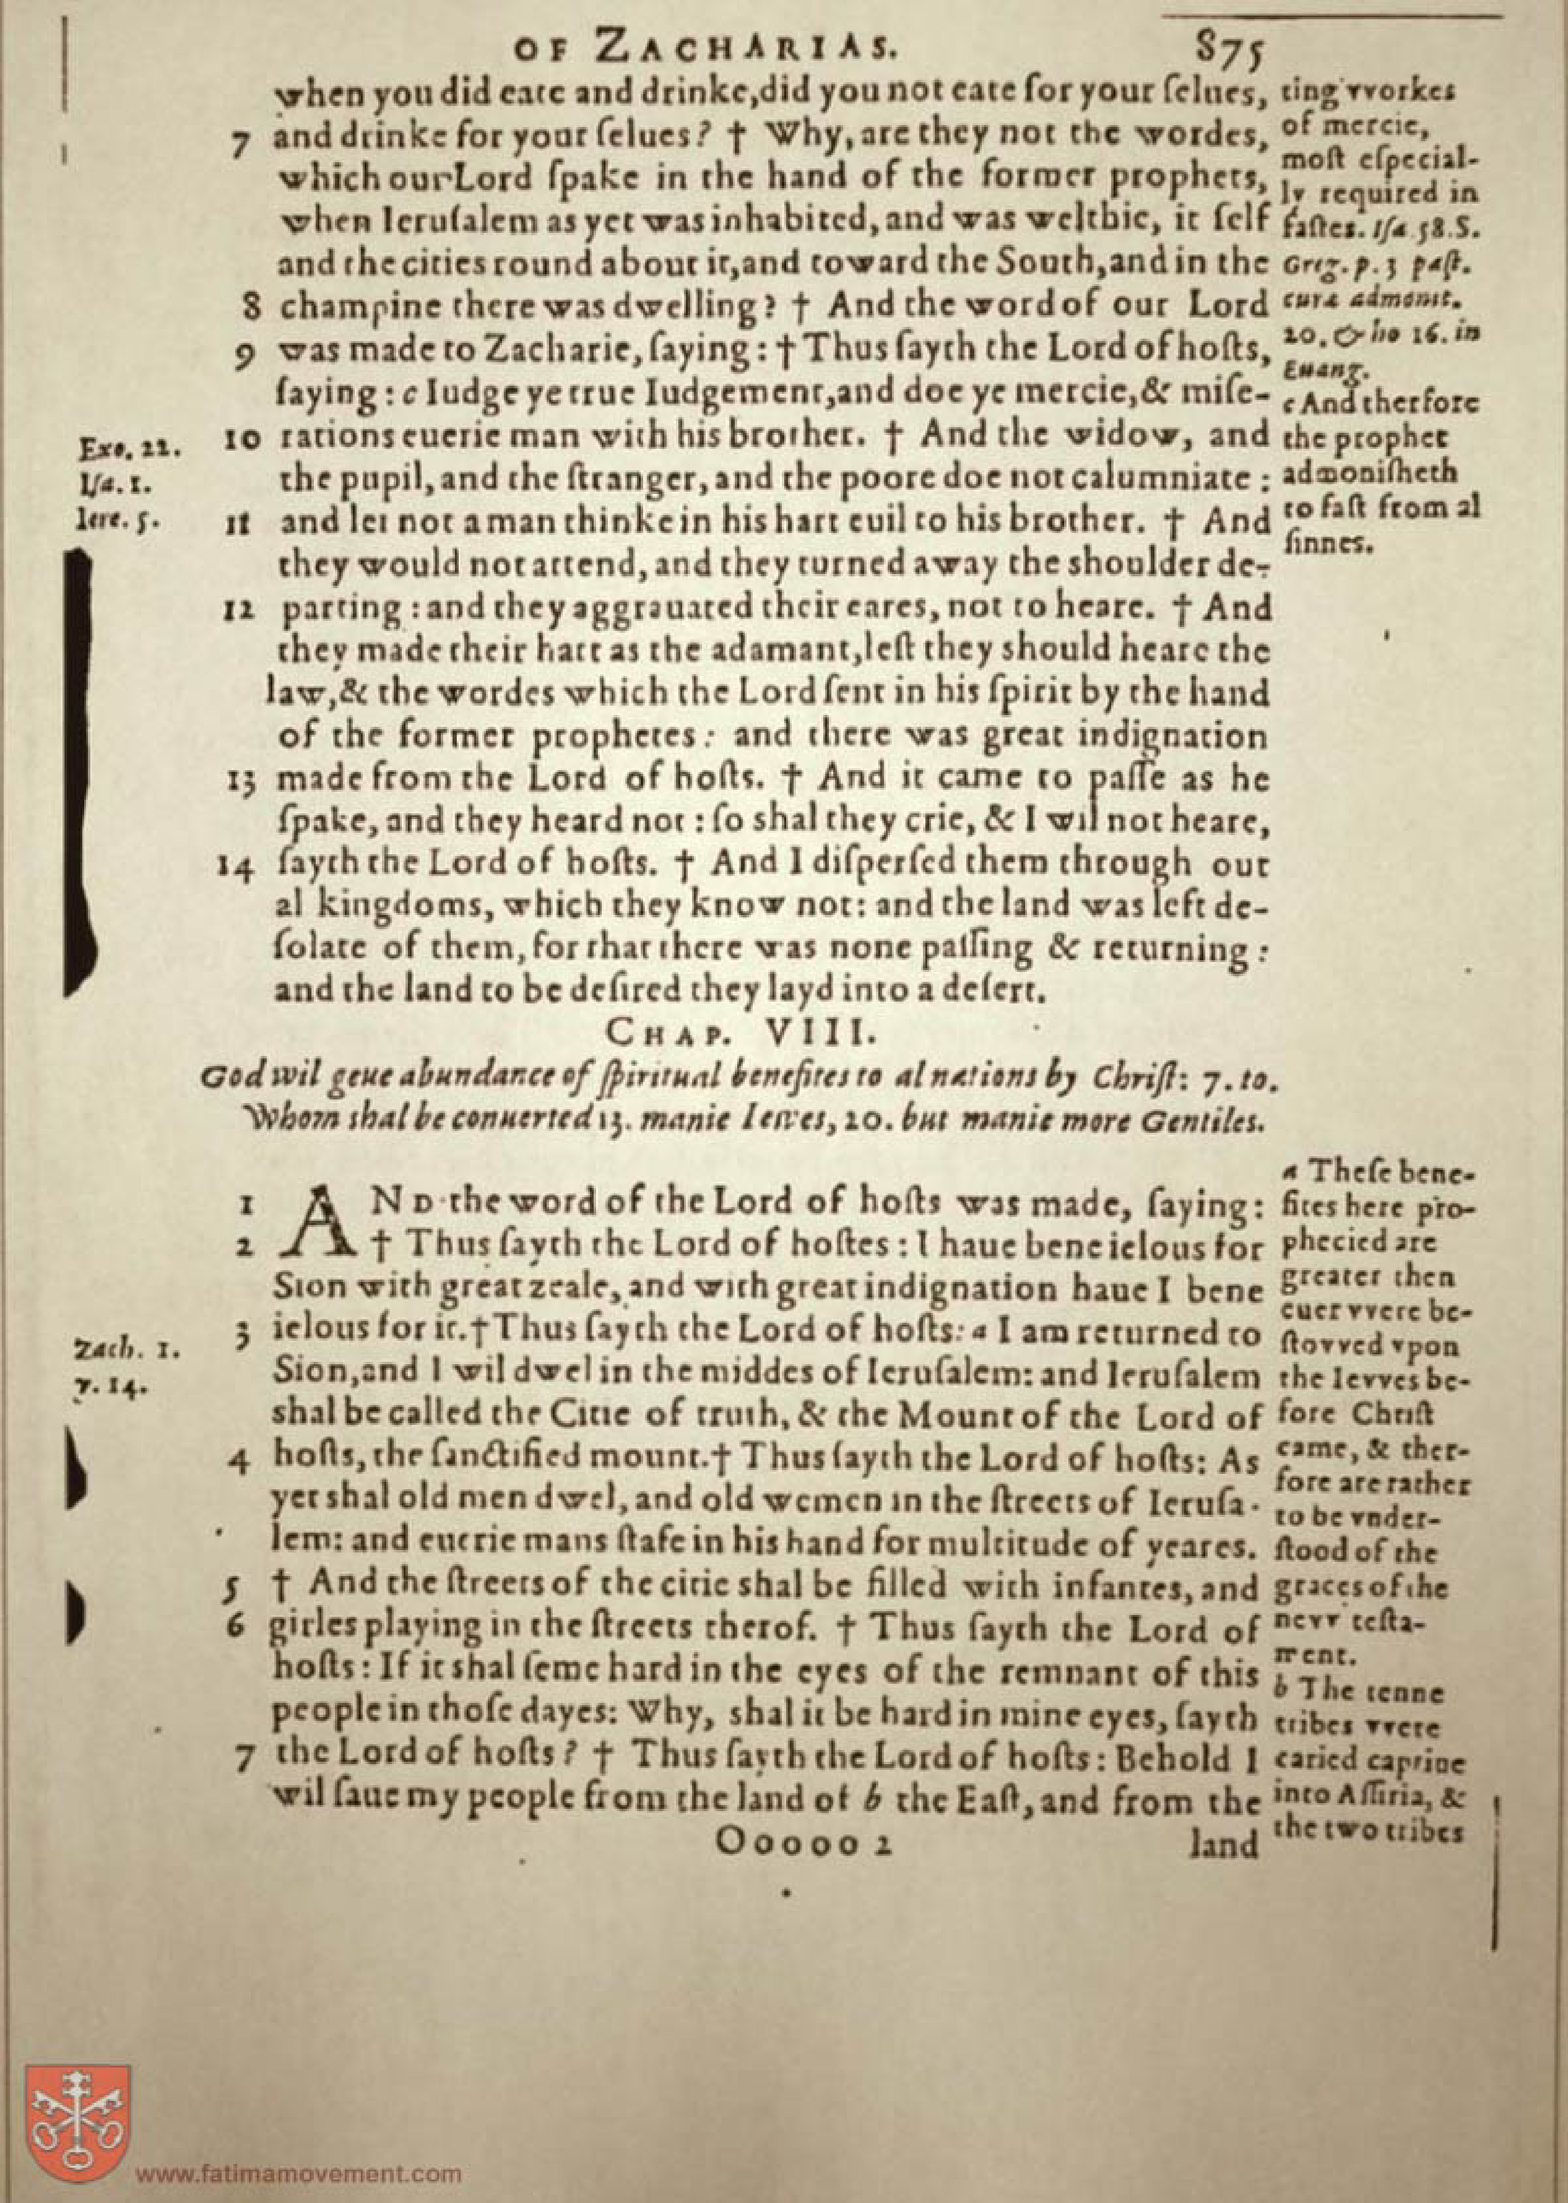 OF ZACHARIAS. 875
when you did eate and drinke,did you not eate for your ſelues,
7 and drinke for your ſelues? † Why, are they not the wordes,
which our Lord ſpake in the hand of the former prophets,
when Ieruſalem as yet was inhabited, and was welthie, it ſelf
and the cities round about it,and toward the South,and in the
8 champine there was dwelling? † And the word of our Lord
9 was made to Zacharie, ſaying: † Thus ſayth the Lord of hoſts,
ſaying: c Iudge ye true Iudgement,and doe ye mercie,& miſe-
10 rations euerie man with his brother. † And the widow, and
the pupil, and the ſtranger, and the poore doe not calumniate:
11 and let not a man thinke in his hart euil to his brother. † And
they would not attend, and they turned away the shoulder de-
12 parting: and they aggrauated their eares, not to heare. † And
they made their hart as the adamant,leſt they should heare the
law,& the wordes which the Lord ſent in his ſpirit by the hand
of the former prophetes: and there was great indignation
13 made from the Lord of hoſts. † And it came to paſſe as he
ſpake, and they heard not: ſo shal they crie, & I wil not heare,
14 ſayth the Lord of hoſts. † And I diſperſed them through out
al kingdoms, which they know not: and the land was left de-
ſolate of them, for that there was none paſſing & returning:
and the land to be deſired they layd into a deſert.
ting vvorkes
of mercie,
moſt eſpecial-
ly required in
faſtes. Iſa 58. S.
Greg. p. 3 paſt.
cura admonit.
20. & ho 16. in
Euang.
c And therfore
the prophet
admoniſheth
to faſt from al
ſinnes.
Exo. 22.
Iſa. 1.
Iere. 5.
CHAP. VIII.
God wil geue abundance of ſpiritual benefites to al nations by Chriſt: 7. to.
Whom shal be conuerted 13. manie Iewes, 20. but manie more Gentiles.
1 AND the word of the Lord of hoſts was made, ſaying:
2 † Thus ſayth the Lord of hoſtes: I haue bene ielous for
Sion with great zeale, and with great indignation haue I bene
3 ielous for it. † Thus ſayth the Lord of hoſts: a I am returned to
Sion,and I wil dwel in the middes of Ieruſalem: and Ieruſalem
shal be called the Citie of truth, & the Mount of the Lord of
4 hoſts, the ſanctified mount. † Thus ſayth the Lord of hoſts: As
yet shal old men dwel, and old wemen in the ſtreets of Ieruſa-
lem: and euerie mans ſtafe in his hand for multitude of yeares.
5 † And the ſtreets of the citie shal be filled with infantes, and
6 girles playing in the ſtreets therof. † Thus ſayth the Lord of
hoſts: If it shal ſeme hard in the eyes of the remnant of this
people in thoſe dayes: Why, shal it be hard in mine eyes, ſayth
7 the Lord of hoſts? † Thus ſayth the Lord of hoſts: Behold I
wil ſaue my people from the land of b the Eaſt, and from the
Zach. 1.
v. 14.
a Theſe bene-
fites here pro-
phecied are
greater then
euer vvere be-
ſtovved vpon
the Ievves be-
fore Chriſt
came, & ther-
fore are rather
to be vnder-
ſtood of the
graces of the
nevv teſta-
ment.
b The tenne
tribes vvere
caried captiue
into Aſſiria, &
the two tribes
Ooooo 2 land
www.fatimamovement.com